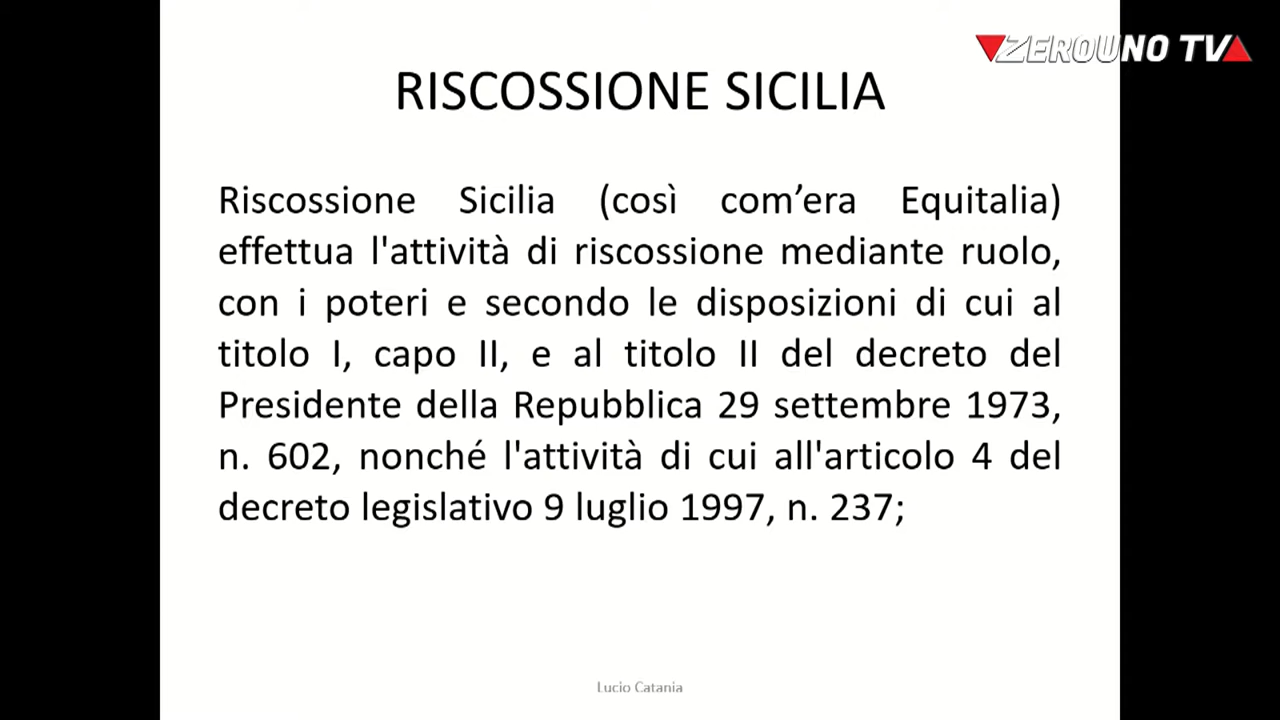 ZEROUNO TV
RISCOSSIONE SICILIA
Riscossione Sicilia (così com’era Equitalia)
effettua l'attività di riscossione mediante ruolo,
con i poteri e secondo le disposizioni di cui al
titolo I, capo II, e al titolo II del decreto del
Presidente della Repubblica 29 settembre 1973,
n. 602, nonché l'attività di cui all'articolo 4 del
decreto legislativo 9 luglio 1997, n. 237;
Lucio Catania